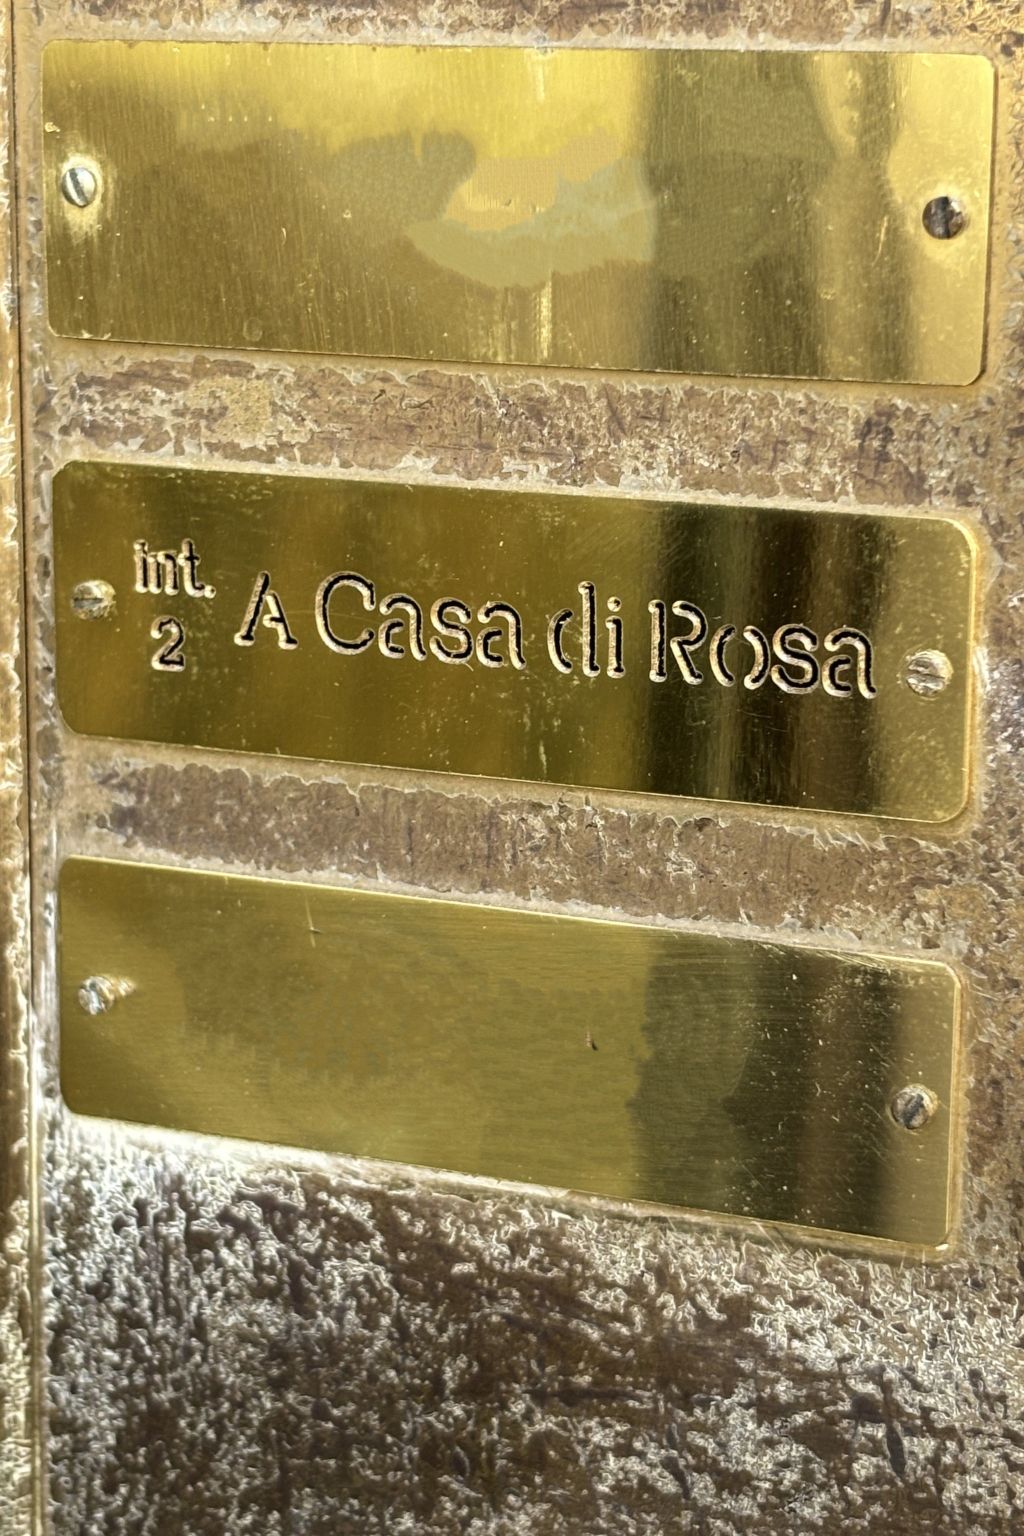 int.
2
A Casa di Rosa